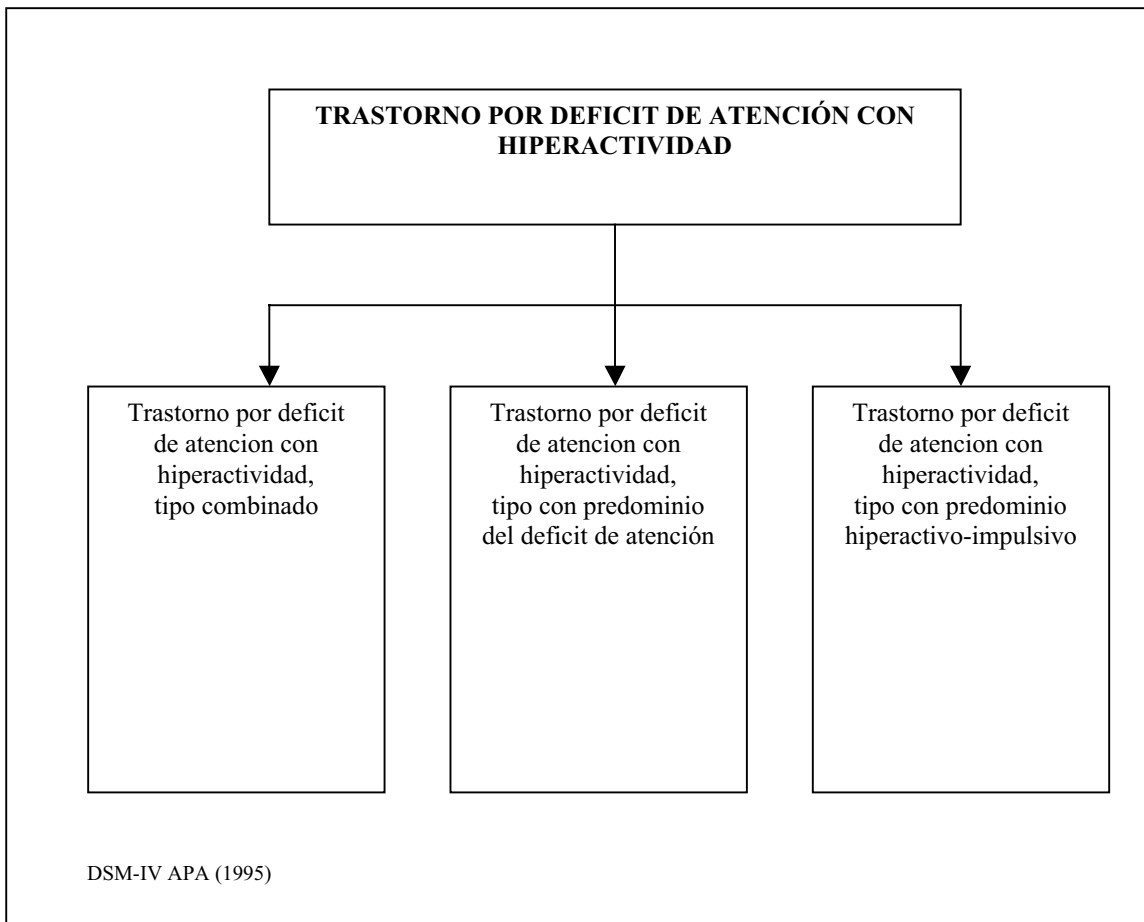 TRASTORNO POR DEFICIT DE ATENCIÓN CON
HIPERACTIVIDAD
Trastorno por deficit
de atencion con
hiperactividad,
tipo combinado
Trastorno por deficit
de atencion con
hiperactividad,
tipo con predominio
del deficit de atención
Trastorno por deficit
de atencion con
hiperactividad,
tipo con predominio
hiperactivo-impulsivo
DSM-IV APA (1995)